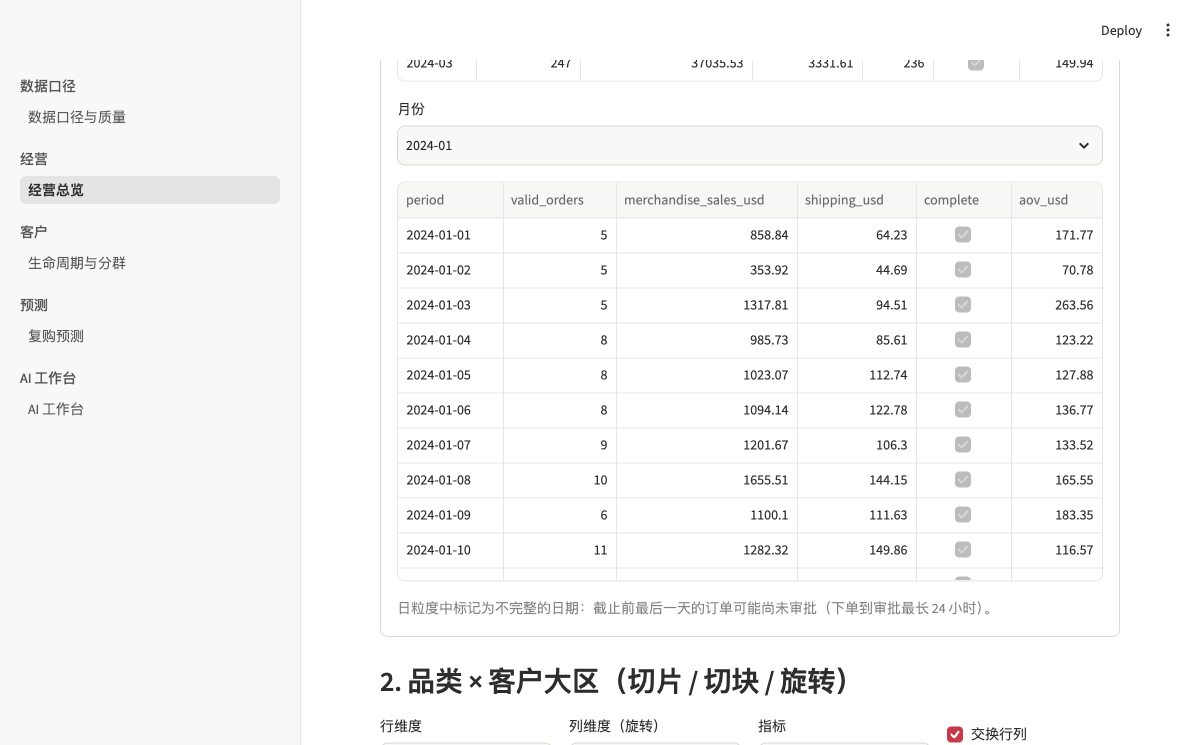 Deploy
数据口径
数据口径与质量
经营
经营总览
客户
生命周期与分群
预测
复购预测
AI 工作台
AI 工作台
2024-03 247 37035.53 3331.61 236 149.94
月份
2024-01
period valid_orders merchandise_sales_usd shipping_usd complete aov_usd
2024-01-01 5 858.84 64.23 171.77
2024-01-02 5 353.92 44.69 70.78
2024-01-03 5 1317.81 94.51 263.56
2024-01-04 8 985.73 85.61 123.22
2024-01-05 8 1023.07 112.74 127.88
2024-01-06 8 1094.14 122.78 136.77
2024-01-07 9 1201.67 106.3 133.52
2024-01-08 10 1655.51 144.15 165.55
2024-01-09 6 1100.1 111.63 183.35
2024-01-10 11 1282.32 149.86 116.57
日粒度中标记为不完整的日期：截止前最后一天的订单可能尚未审批（下单到审批最长 24 小时）。
2. 品类 × 客户大区（切片 / 切块 / 旋转）
行维度 列维度（旋转） 指标 交换行列